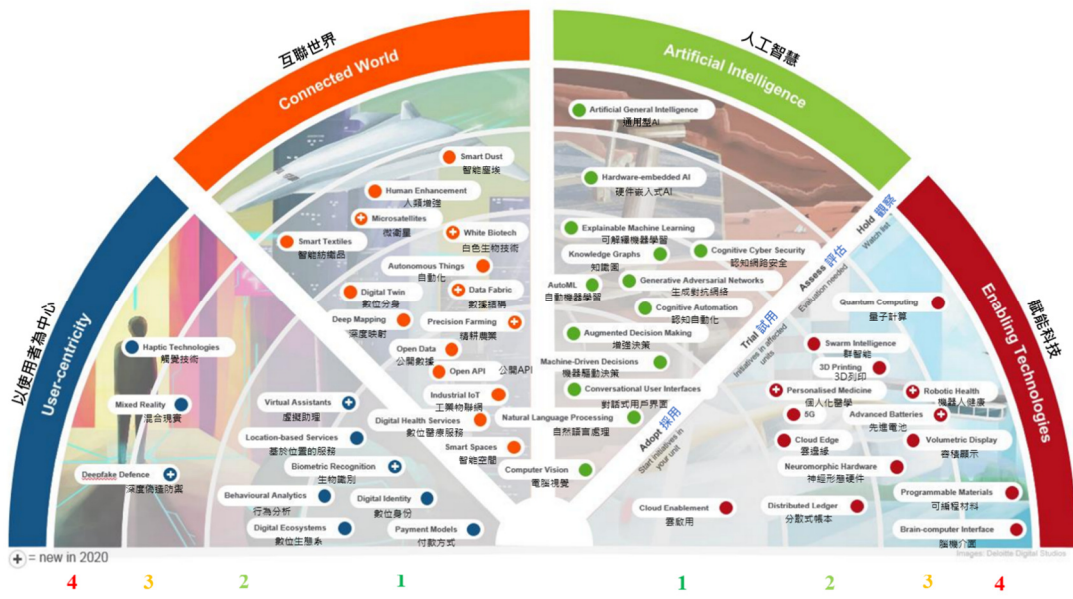 互聯世界
Connected World
人工智慧
Artificial Intelligence
以使用者為中心
User-centricity
賦能科技
Enabling Technologies
Smart Dust
智能塵埃
Human Enhancement
人類增強
Microsatellites
微衛星
White Biotech
白色生物技術
Smart Textiles
智能紡織品
Autonomous Things
自動化
Digital Twin
數位分身
Data Fabric
數據結構
Deep Mapping
深度映射
Precision Farming
精耕農業
Open Data
公開數據
Open API
公開API
Industrial IoT
工業物聯網
Digital Health Services
數位醫療服務
Smart Spaces
智能空間
Artificial General Intelligence
通用型AI
Hardware-embedded AI
硬件嵌入式AI
Explainable Machine Learning
可解釋機器學習
Knowledge Graphs
知識圖
Cognitive Cyber Security
認知網路安全
AutoML
自動機器學習
Generative Adversarial Networks
生成對抗網絡
Cognitive Automation
認知自動化
Augmented Decision Making
增強決策
Machine-Driven Decisions
機器驅動決策
Conversational User Interfaces
對話式用戶界面
Natural Language Processing
自然語言處理
Computer Vision
電腦視覺
Hold 觀察
Watch list
Assess 評估
Evaluation needed
Trial 試用
Initiatives in affected
units
Adopt 採用
Start initiatives in
your unit
Haptic Technologies
觸覺技術
Mixed Reality
混合現實
Deepfake Defence
深度偽造防禦
Virtual Assistants
虛擬助理
Location-based Services
基於位置的服務
Biometric Recognition
生物識別
Behavioural Analytics
行為分析
Digital Identity
數位身份
Digital Ecosystems
數位生態系
Payment Models
付款方式
Quantum Computing
量子計算
Swarm Intelligence
群智能
3D Printing
3D列印
Personalised Medicine
個人化醫學
Robotic Health
機器人健康
5G
Advanced Batteries
先進電池
Cloud Edge
雲邊緣
Volumetric Display
容積顯示
Neuromorphic Hardware
神經形態硬件
Programmable Materials
可編程材料
Cloud Enablement
雲啟用
Distributed Ledger
分散式帳本
Brain-computer Interface
腦機介面
Images: Deloitte Digital Studios
+ = new in 2020
4 3 2 1 1 2 3 4